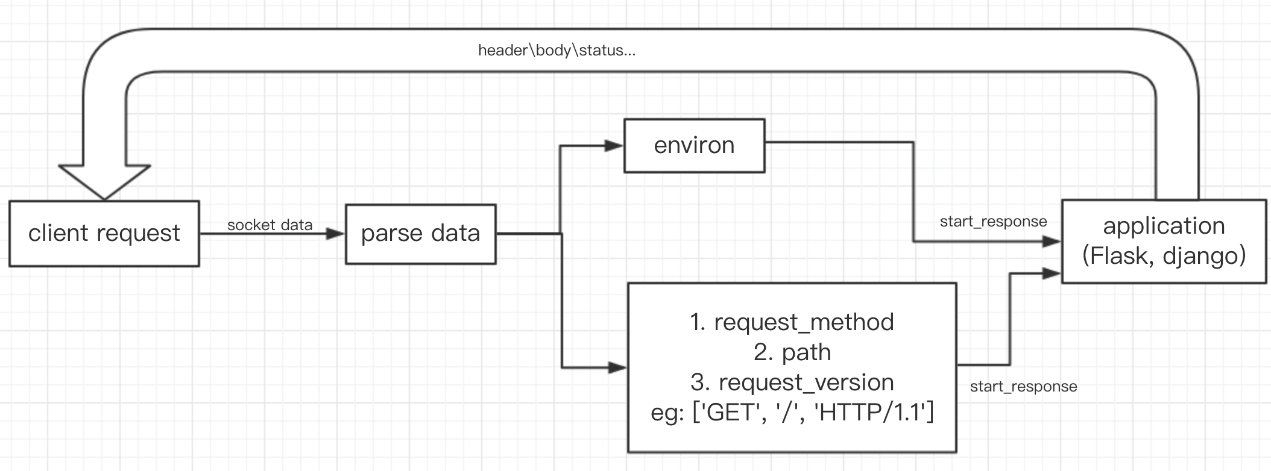 header\body\status...
environ
client request
socket data
parse data
start_response
application
(Flask, django)
1. request_method
2. path
3. request_version
eg: ['GET', '/', 'HTTP/1.1']
start_response